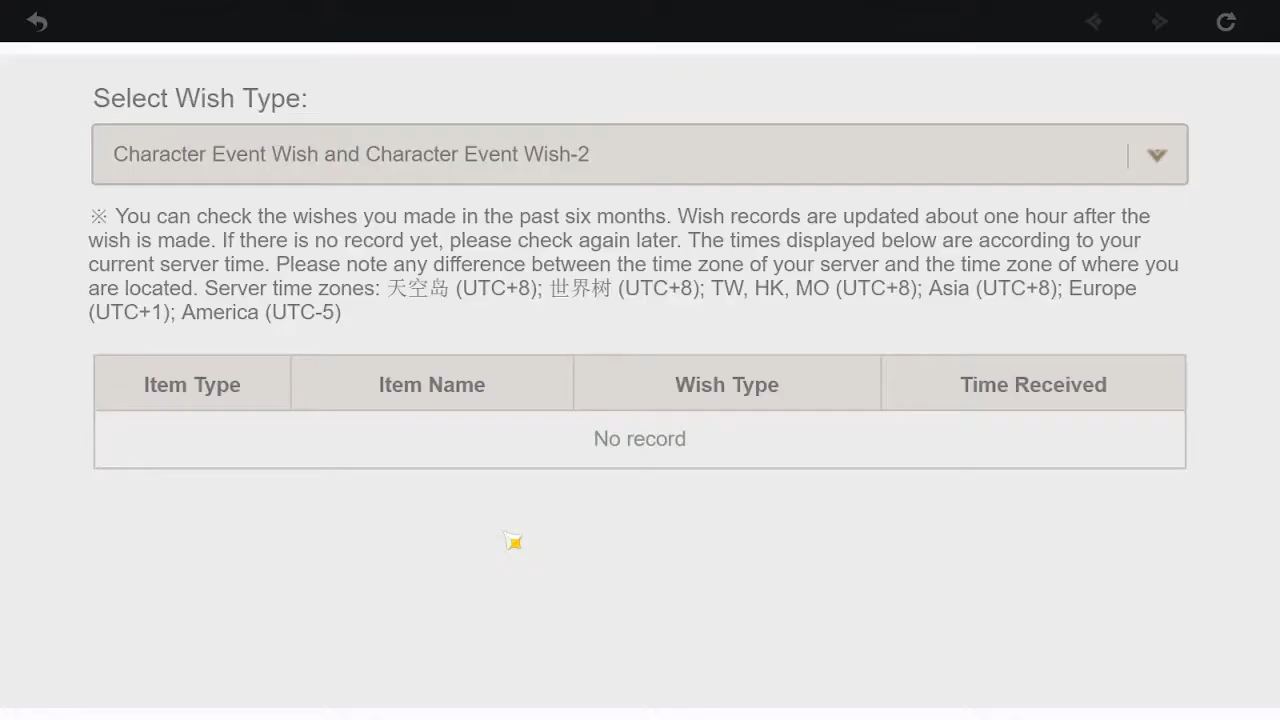 Select Wish Type:
Character Event Wish and Character Event Wish-2
※ You can check the wishes you made in the past six months. Wish records are updated about one hour after the
wish is made. If there is no record yet, please check again later. The times displayed below are according to your
current server time. Please note any difference between the time zone of your server and the time zone of where you
are located. Server time zones: 天空岛 (UTC+8); 世界树 (UTC+8); TW, HK, MO (UTC+8); Asia (UTC+8); Europe
(UTC+1); America (UTC-5)
Item Type Item Name Wish Type Time Received
No record